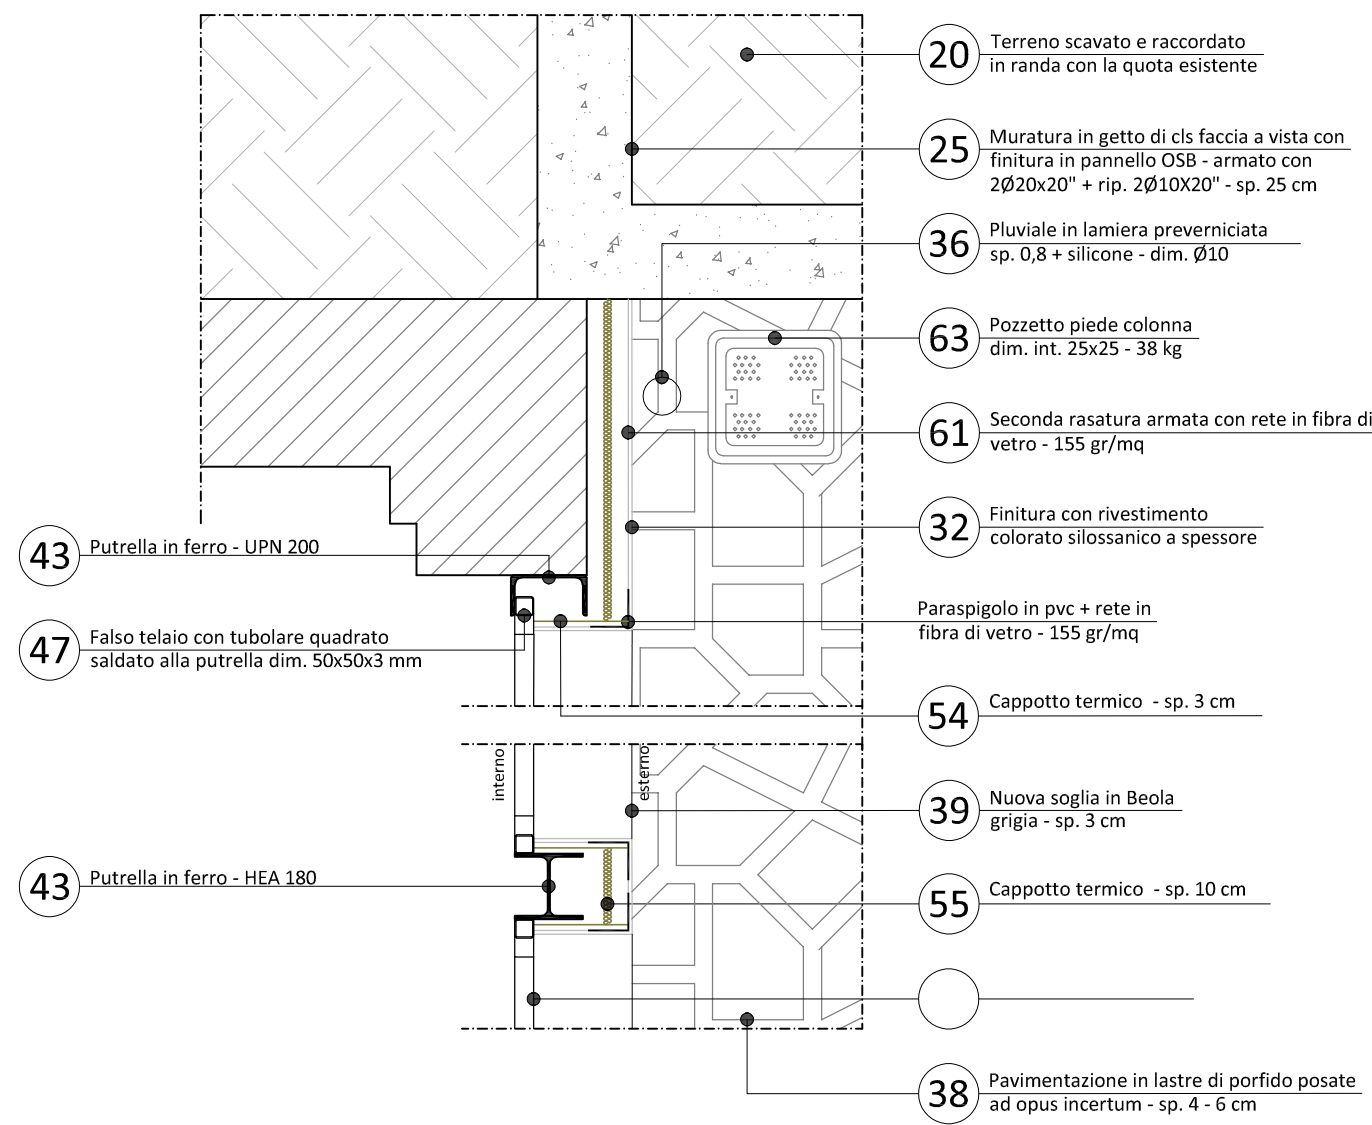 20
Terreno scavato e raccordato
in randa con la quota esistente
25
Muratura in getto di cls faccia a vista con
finitura in pannello OSB - armato con
2Ø20x20" + rip. 2Ø10X20" - sp. 25 cm
36
Pluviale in lamiera preverniciata
sp. 0,8 + silicone - dim. Ø10
63
Pozzetto piede colonna
dim. int. 25x25 - 38 kg
61
Seconda rasatura armata con rete in fibra di
vetro - 155 gr/mq
32
Finitura con rivestimento
colorato silossanico a spessore
43
Putrella in ferro - UPN 200
47
Falso telaio con tubolare quadrato
saldato alla putrella dim. 50x50x3 mm
Paraspigolo in pvc + rete in
fibra di vetro - 155 gr/mq
54
Cappotto termico - sp. 3 cm
interno
esterno
39
Nuova soglia in Beola
grigia - sp. 3 cm
43
Putrella in ferro - HEA 180
55
Cappotto termico - sp. 10 cm
38
Pavimentazione in lastre di porfido posate
ad opus incertum - sp. 4 - 6 cm